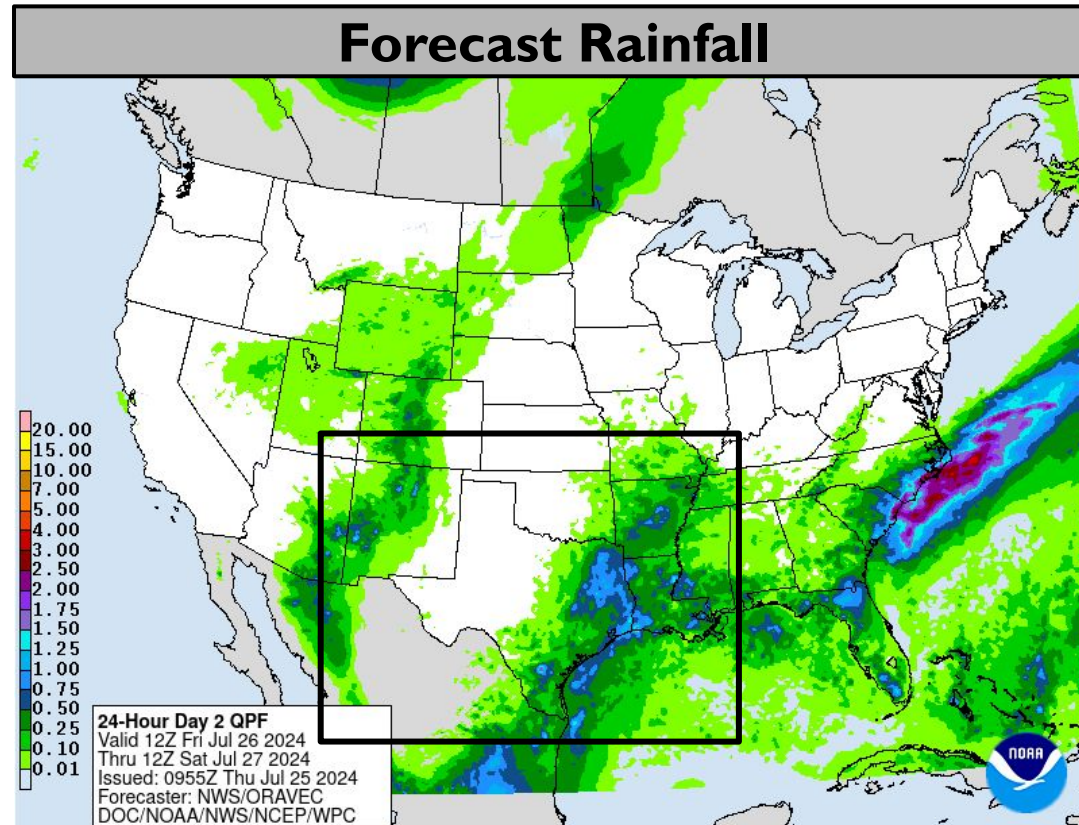 Forecast Rainfall
20.00
15.00
10.00
7.00
5.00
4.00
3.00
2.50
2.00
1.75
1.50
1.25
1.00
0.75
0.50
0.25
0.10
0.01
24-Hour Day 2 QPF
Valid 12Z Fri Jul 26 2024
Thru 12Z Sat Jul 27 2024
Issued: 0955Z Thu Jul 25 2024
Forecaster: NWS/ORAVEC
DOC/NOAA/NWS/NCEP/WPC
NOAA